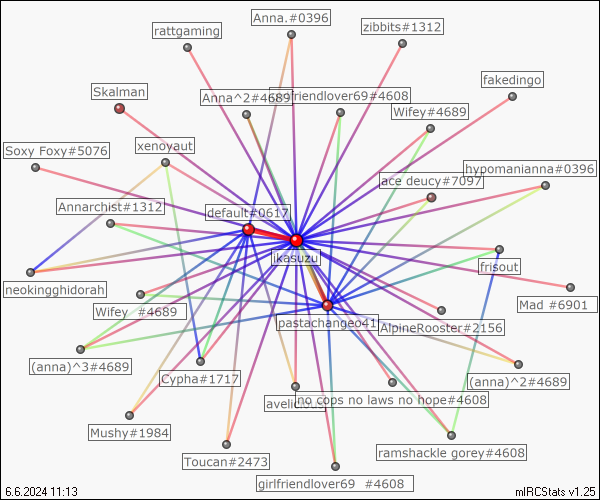 Anna.#0396
rattgaming
zibbits#1312
fakedingo
Skalman
Anna^2#4689
friendlover69#4608
Wifey#4689
Soxy Foxy#5076
xenoyaut
hypomanianna#0396
ace deucy#7097
Annarchist#1312
default#0617
likasuzu
frisout
neokingghidorah
Mad #6901
Wifey #4689
pastachangeo41
AlpineRooster#2156
(anna)^3#4689
Cypha#1717
(anna)^2#4689
avelicious
no cops no laws no hope#4608
Mushy#1984
Toucan#2473
ramshackle gorey#4608
girlfriendlover69 #4608
6.6.2024 11:13
mIRCStats v1.25